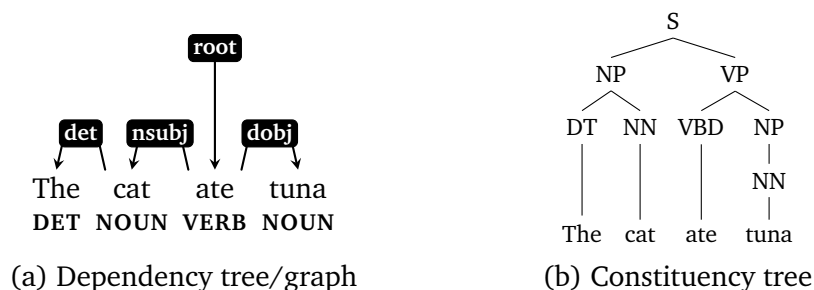 root
det nsubj dobj
The cat ate tuna
DET NOUN VERB NOUN
(a) Dependency tree/graph
S
NP VP
DT NN VBD NP
NN
The cat ate tuna
(b) Constituency tree